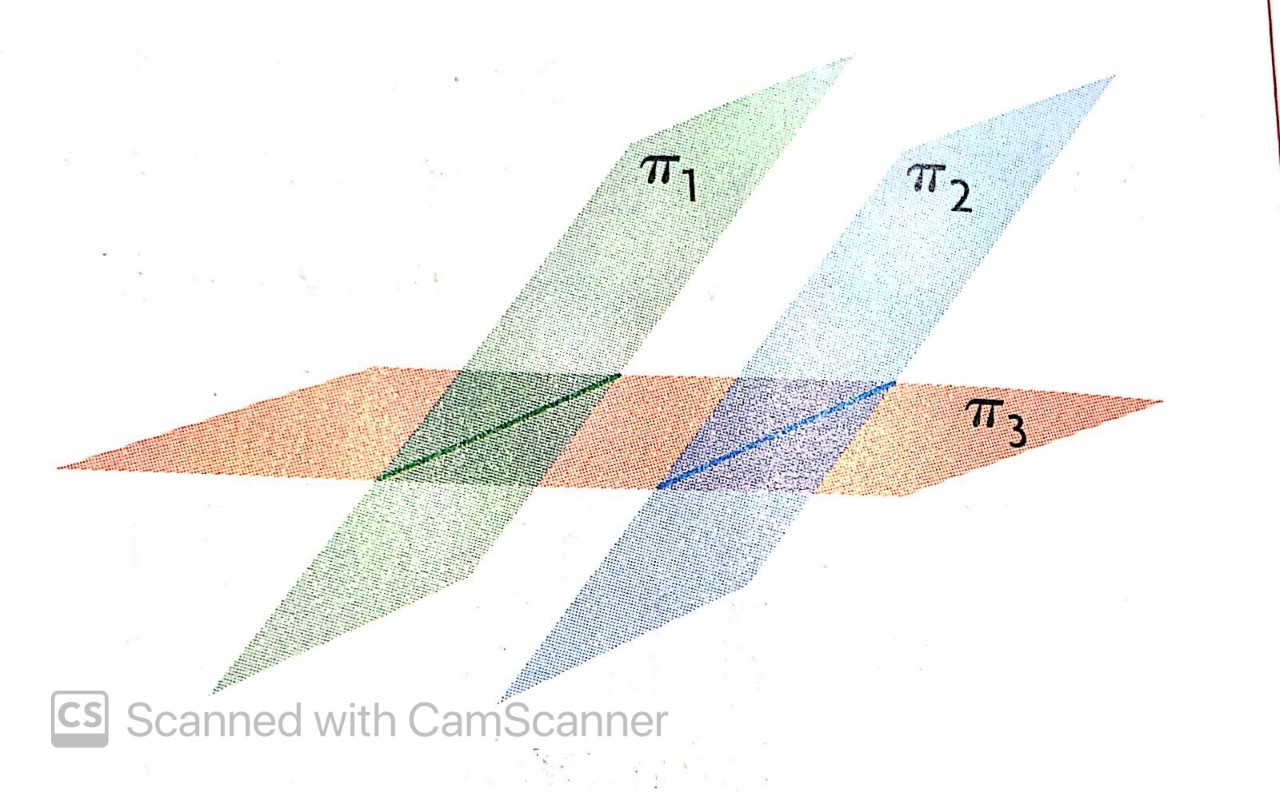 π₁
π₂
π₃
CS Scanned with CamScanner